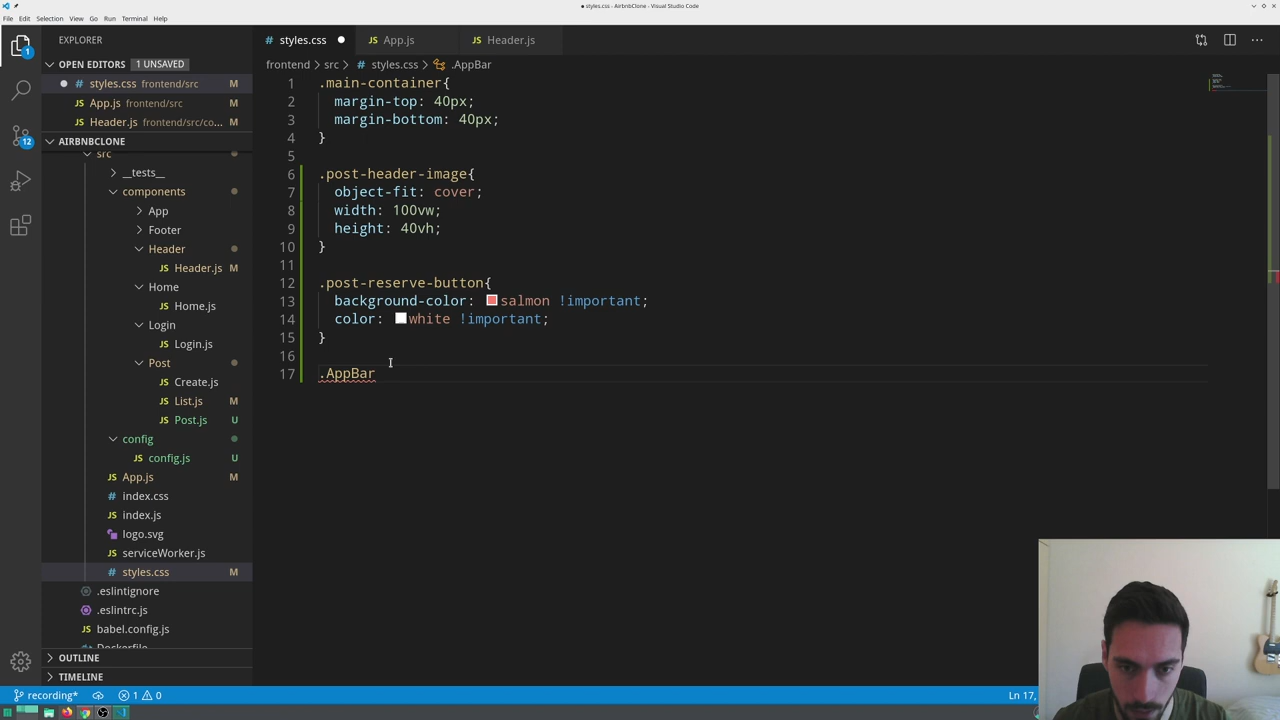 styles.css - AirbnbClone - Visual Studio Code
File Edit Selection View Go Run Terminal Help
EXPLORER
styles.css
App.js
Header.js
OPEN EDITORS 1 UNSAVED
frontend > src > styles.css > .AppBar
styles.css frontend/src M
App.js frontend/src M
Header.js frontend/src/co... M
AIRBNBCLONE
src
__tests__
components
App
Footer
Header
Header.js M
Home
Home.js
Login
Login.js
Post
Create.js
List.js M
Post.js U
config
config.js U
App.js M
index.css
index.js
logo.svg
serviceWorker.js
styles.css M
.eslintignore
.eslintrc.js
babel.config.js
Dockerfile
OUTLINE
TIMELINE
1 .main-container{
2 margin-top: 40px;
3 margin-bottom: 40px;
4 }
5
6 .post-header-image{
7 object-fit: cover;
8 width: 100vw;
9 height: 40vh;
10 }
11
12 .post-reserve-button{
13 background-color: salmon !important;
14 color: white !important;
15 }
16
17 .AppBar
1
12
recording* 1 0
Ln 17,